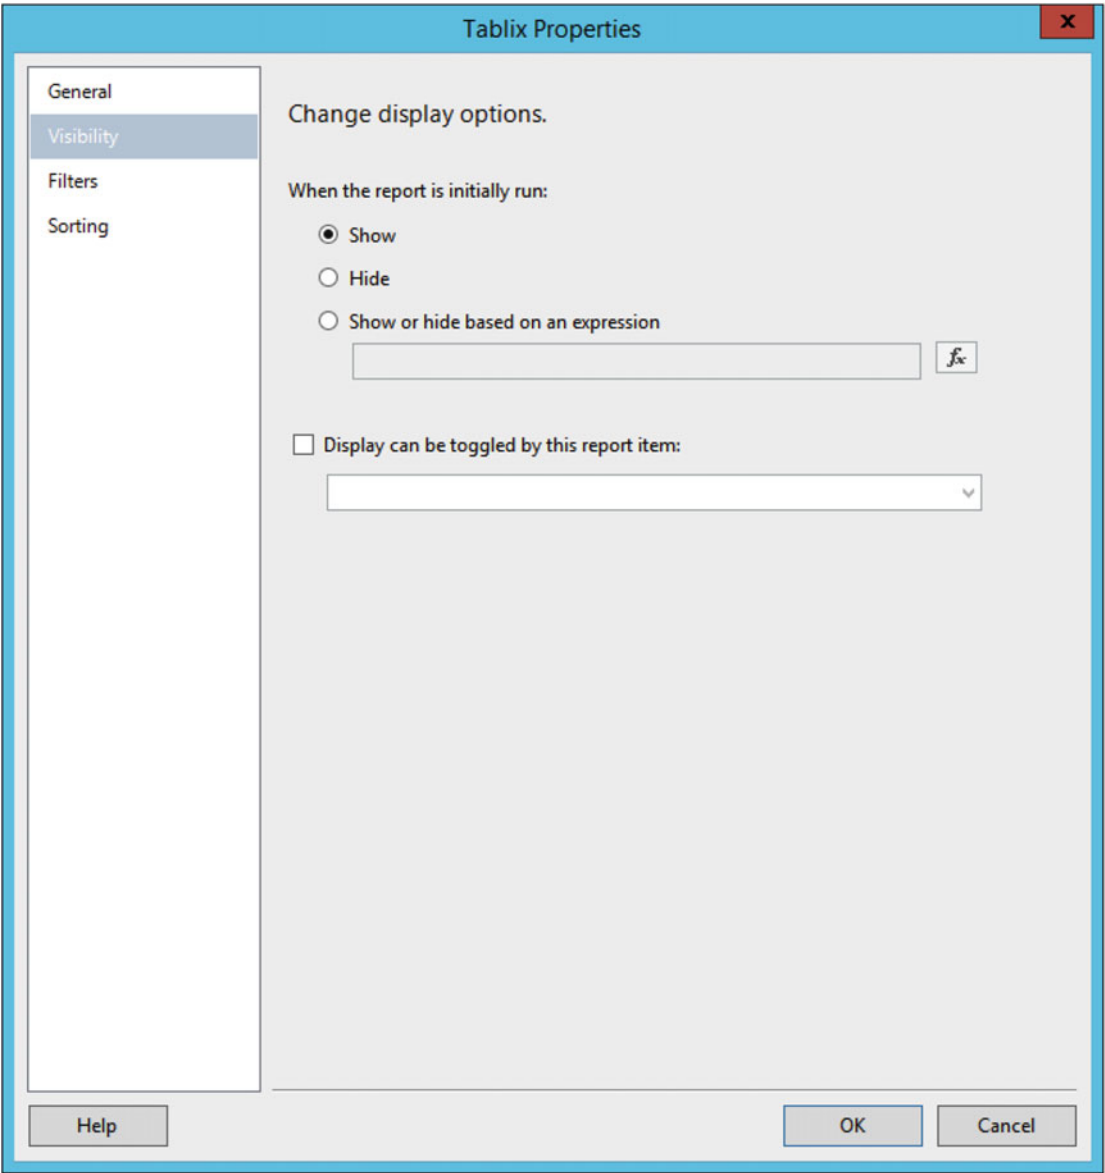 Tablix Properties
x
General
Visibility
Filters
Sorting
Change display options.
When the report is initially run:
Show
Hide
Show or hide based on an expression
fx
Display can be toggled by this report item:
Help
OK
Cancel